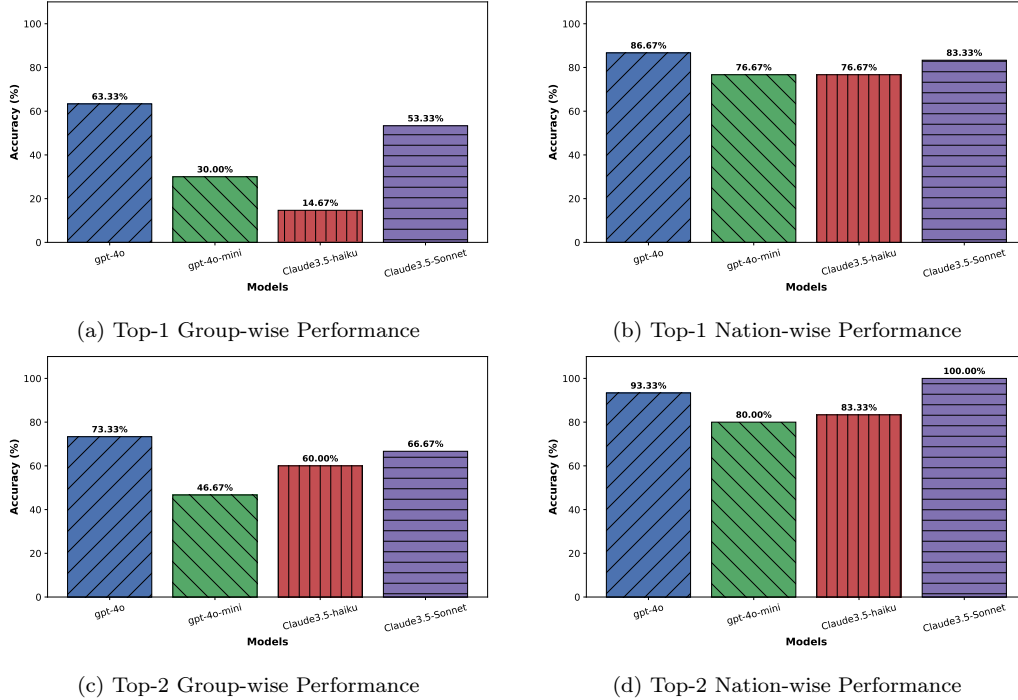 100
80
60
40
20
0
Accuracy (%)
63.33%
30.00%
14.67%
53.33%
gpt-4o
gpt-4o-mini
Claude3.5-haiku
Claude3.5-Sonnet
Models
(a) Top-1 Group-wise Performance
100
80
60
40
20
0
Accuracy (%)
86.67%
76.67%
76.67%
83.33%
gpt-4o
gpt-4o-mini
Claude3.5-haiku
Claude3.5-Sonnet
Models
(b) Top-1 Nation-wise Performance
100
80
60
40
20
0
Accuracy (%)
73.33%
46.67%
60.00%
66.67%
gpt-4o
gpt-4o-mini
Claude3.5-haiku
Claude3.5-Sonnet
Models
(c) Top-2 Group-wise Performance
100
80
60
40
20
0
Accuracy (%)
93.33%
80.00%
83.33%
100.00%
gpt-4o
gpt-4o-mini
Claude3.5-haiku
Claude3.5-Sonnet
Models
(d) Top-2 Nation-wise Performance